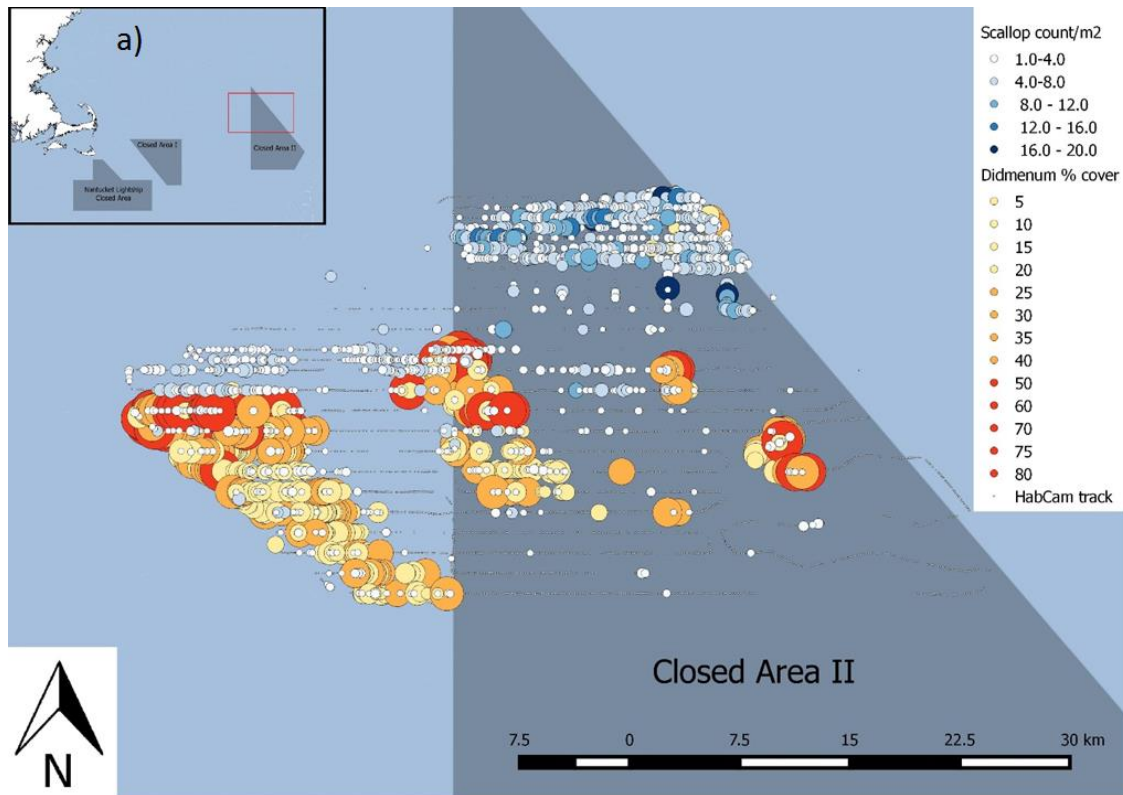 a)
Closed Area I
Closed Area II
Nantucket Lightship
Closed Area
Scallop count/m2
1.0-4.0
4.0-8.0
8.0 - 12.0
12.0 - 16.0
16.0 - 20.0
Didmenum % cover
5
10
15
20
25
30
35
40
50
60
70
75
80
HabCam track
Closed Area II
7.5 0 7.5 15 22.5 30 km
N